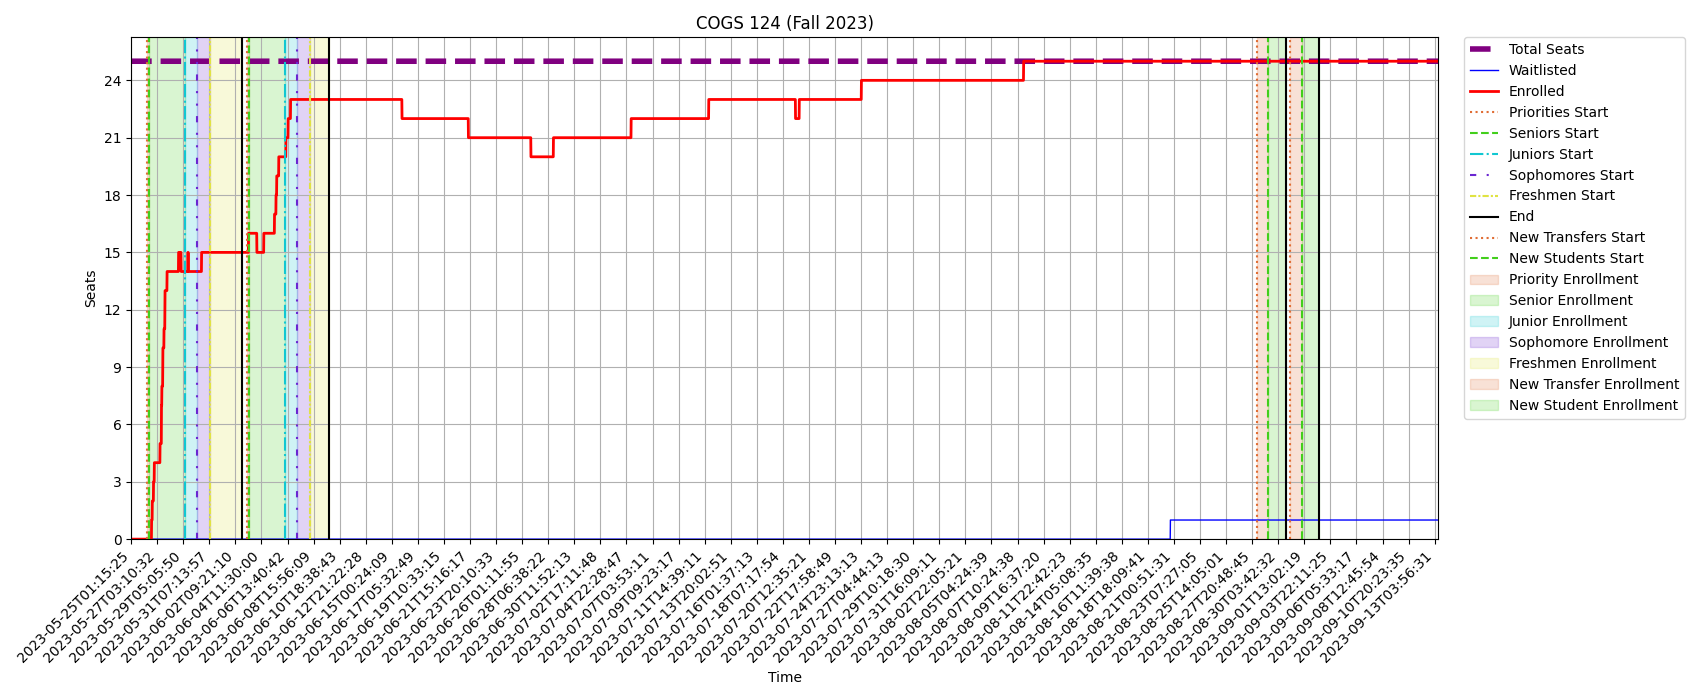 COGS 124 (Fall 2023)
Seats
24
21
18
15
12
9
6
3
0
2023-05-25T01:15:25
2023-05-27T03:10:32
2023-05-29T05:05:50
2023-05-31T07:13:57
2023-06-02T09:21:10
2023-06-04T11:30:00
2023-06-06T13:40:42
2023-06-08T15:56:09
2023-06-10T18:38:43
2023-06-12T21:22:28
2023-06-15T00:24:09
2023-06-17T05:32:49
2023-06-19T10:33:15
2023-06-21T15:16:17
2023-06-23T20:10:33
2023-06-26T01:11:55
2023-06-28T06:38:22
2023-06-30T11:52:13
2023-07-02T17:11:48
2023-07-04T22:28:47
2023-07-07T03:53:11
2023-07-09T09:23:17
2023-07-11T14:39:11
2023-07-13T20:02:51
2023-07-16T01:37:13
2023-07-18T07:17:54
2023-07-20T12:35:21
2023-07-22T17:58:49
2023-07-24T23:13:13
2023-07-27T04:44:13
2023-07-29T10:18:30
2023-07-31T16:09:11
2023-08-02T22:05:21
2023-08-05T04:24:39
2023-08-07T10:24:38
2023-08-09T16:37:20
2023-08-11T22:42:23
2023-08-14T05:08:35
2023-08-16T11:39:38
2023-08-18T18:09:41
2023-08-21T00:51:31
2023-08-23T07:27:05
2023-08-25T14:05:01
2023-08-27T20:48:45
2023-08-30T03:42:32
2023-09-01T13:02:19
2023-09-03T22:11:25
2023-09-06T05:33:17
2023-09-08T12:45:54
2023-09-10T20:23:35
2023-09-13T03:56:31
Time
Total Seats
Waitlisted
Enrolled
Priorities Start
Seniors Start
Juniors Start
Sophomores Start
Freshmen Start
End
New Transfers Start
New Students Start
Priority Enrollment
Senior Enrollment
Junior Enrollment
Sophomore Enrollment
Freshmen Enrollment
New Transfer Enrollment
New Student Enrollment